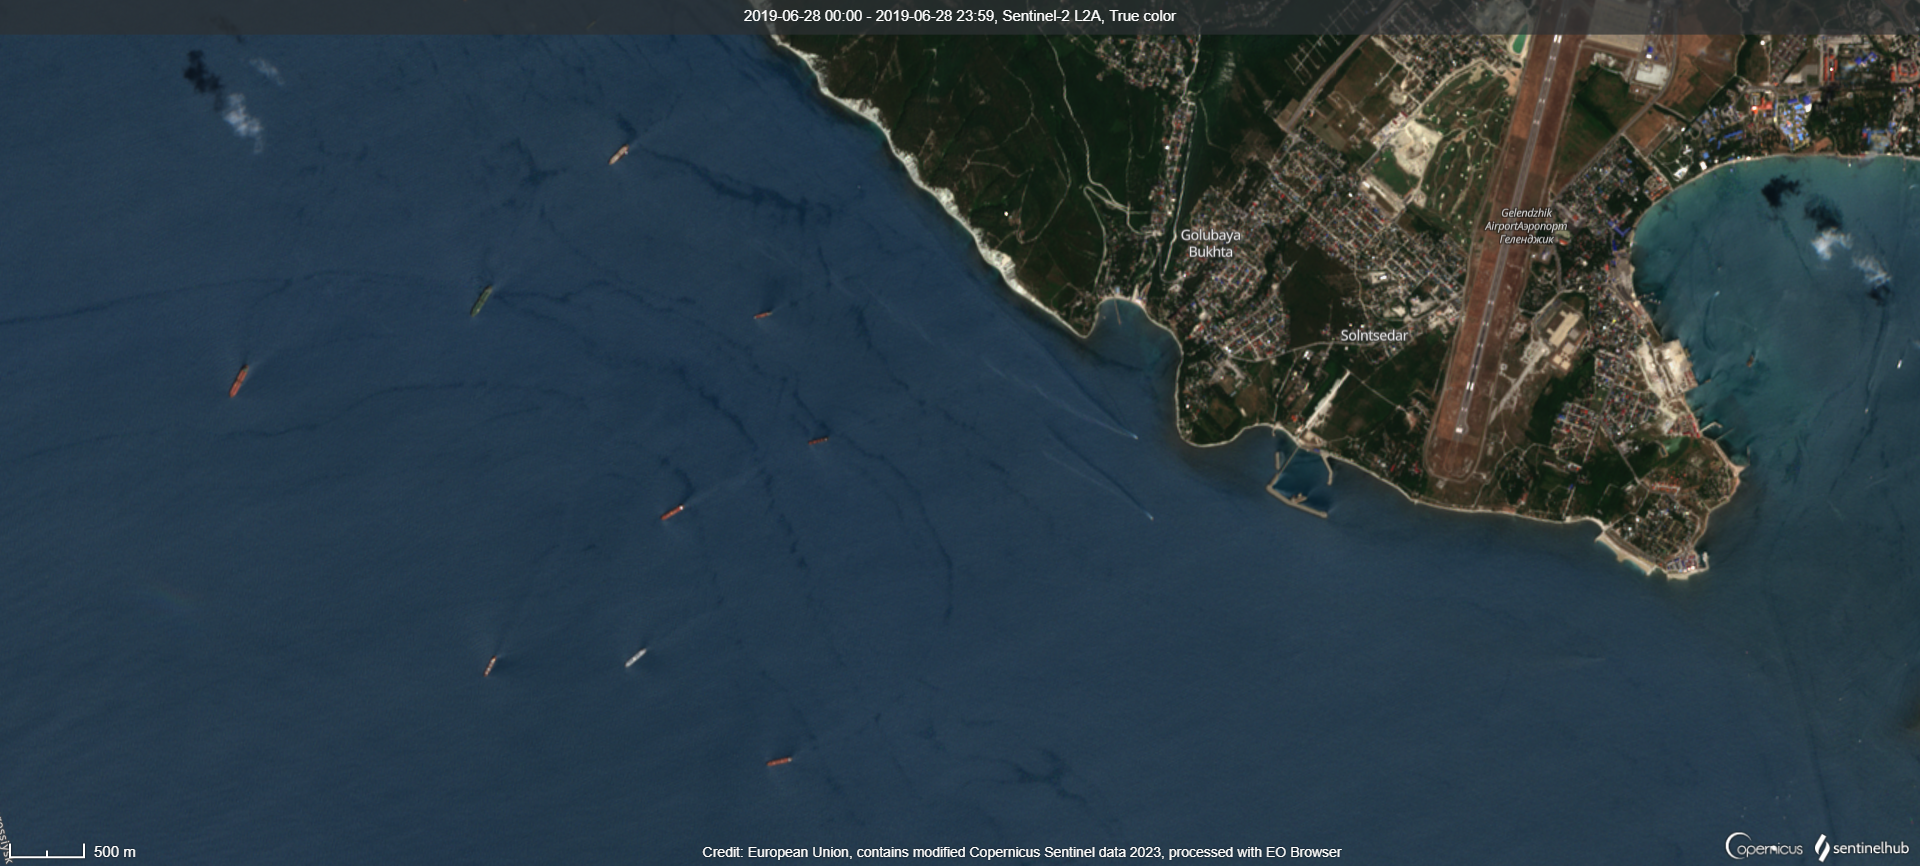 2019-06-28 00:00 - 2019-06-28 23:59, Sentinel-2 L2A, True color
Gelendzhik
AirportАэропорт
Геленджик
Golubaya
Bukhta
Solntsedar
500 m
Credit: European Union, contains modified Copernicus Sentinel data 2023, processed with EO Browser
Copernicus
sentinelhub